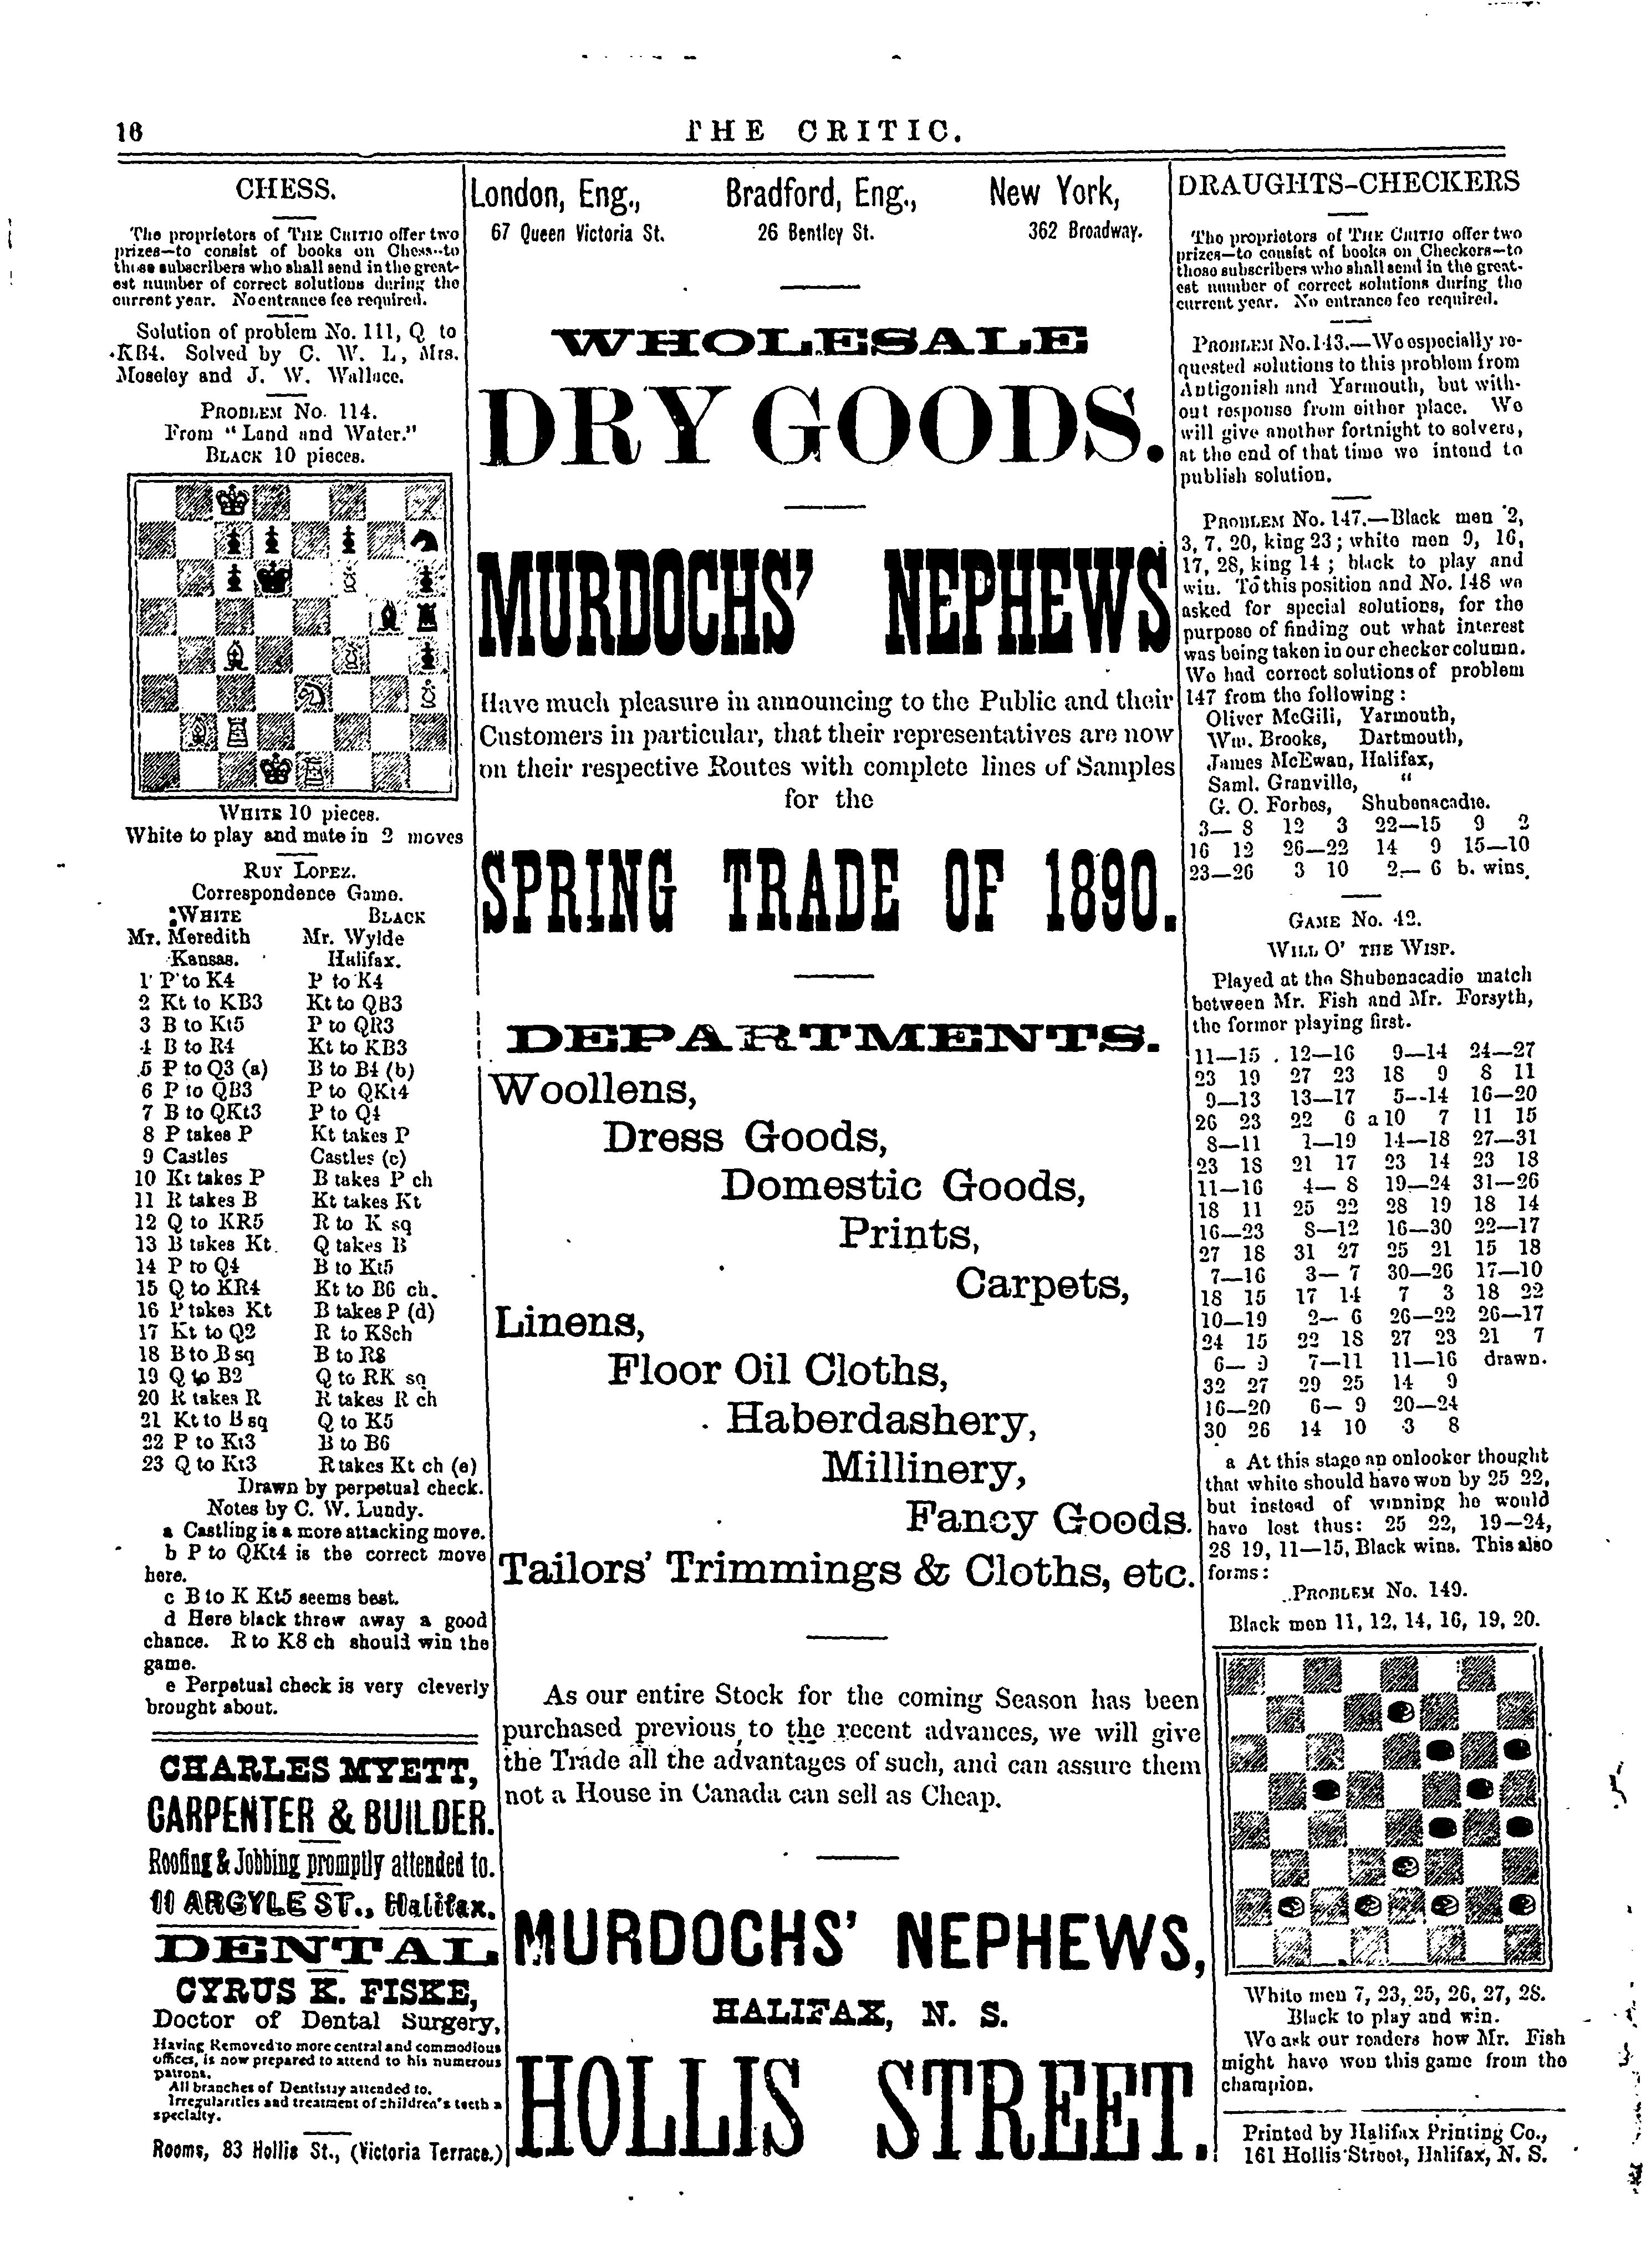 16
THE CRITIC.
CHESS.
The proprietors of THE CRITIC offer two
prizes—to consist of books on Chess--to
those subscribers who shall send in the great-
est number of correct solutions during the
current year. No entrance fee required.
Solution of problem No. 111, Q to
KB4. Solved by C. W. L, Mrs.
Moseley and J. W. Wallace.
PROBLEM No. 114.
From "Land and Water."
BLACK 10 pieces.
WHITE 10 pieces.
White to play and mate in 2 moves
RUY LOPEZ.
Correspondence Game.
WHITE BLACK
Mr. Meredith Mr. Wylde
Kansas. Halifax.
1 P to K4 P to K4
2 Kt to KB3 Kt to QB3
3 B to Kt5 P to QR3
4 B to R4 Kt to KB3
5 P to Q3 (a) B to B4 (b)
6 P to QB3 P to QKt4
7 B to QKt3 P to Q4
8 P takes P Kt takes P
9 Castles Castles (c)
10 Kt takes P B takes P ch
11 R takes B Kt takes Kt
12 Q to KR5 R to K sq
13 B takes Kt. Q takes B
14 P to Q4 B to Kt5
15 Q to KR4 Kt to B6 ch.
16 P takes Kt B takes P (d)
17 Kt to Q2 R to K8ch
18 B to B sq B to R8
19 Q to B2 Q to RK sq
20 R takes R R takes R ch
21 Kt to B sq Q to K5
22 P to Kt3 B to B6
23 Q to Kt3 R takes Kt ch (e)
Drawn by perpetual check.
Notes by C. W. Lundy.
a Castling is a more attacking move.
b P to QKt4 is the correct move
here.
c B to K Kt5 seems best.
d Here black threw away a good
chance. R to K8 ch should win the
game.
e Perpetual check is very cleverly
brought about.
CHARLES MYETT,
CARPENTER & BUILDER.
Roofing & Jobbing promptly attended to.
11 ARGYLE ST., Halifax.
DENTAL
CYRUS K. FISKE,
Doctor of Dental Surgery,
Having Removed to more central and commodious
offices, is now prepared to attend to his numerous
patrons.
All branches of Dentistry attended to.
Irregularities and treatment of children's teeth a
specialty.
Rooms, 83 Hollis St., (Victoria Terrace.)
London, Eng., Bradford, Eng., New York,
67 Queen Victoria St. 26 Bentley St. 362 Broadway.
WHOLESALE
DRY GOODS.
MURDOCHS' NEPHEWS
Have much pleasure in announcing to the Public and their
Customers in particular, that their representatives are now
on their respective Routes with complete lines of Samples
for the
SPRING TRADE OF 1890.
DEPARTMENTS.
Woollens,
Dress Goods,
Domestic Goods,
Prints,
Carpets,
Linens,
Floor Oil Cloths,
Haberdashery,
Millinery,
Fancy Goods.
Tailors' Trimmings & Cloths, etc.
As our entire Stock for the coming Season has been
purchased previous to the recent advances, we will give
the Trade all the advantages of such, and can assure them
not a House in Canada can sell as Cheap.
MURDOCHS' NEPHEWS,
HALIFAX, N. S.
HOLLIS STREET.
DRAUGHTS-CHECKERS
The proprietors of THE CRITIC offer two
prizes—to consist of books on Checkers—to
those subscribers who shall send in the great-
est number of correct solutions during the
current year. No entrance fee required.
PROBLEM No. 143.—We especially re-
quested solutions to this problem from
Antigonish and Yarmouth, but with-
out response from either place. We
will give another fortnight to solvers,
at the end of that time we intend to
publish solution.
PROBLEM No. 147.—Black men 2,
3, 7, 20, king 23; white men 9, 16,
17, 28, king 14; black to play and
win. To this position and No. 148 we
asked for special solutions, for the
purpose of finding out what interest
was being taken in our checker column.
We had correct solutions of problem
147 from the following:
Oliver McGill, Yarmouth,
Wm. Brooks, Dartmouth,
James McEwan, Halifax,
Saml. Granville, "
G. O. Forbes, Shubenacadie.
3—8 12 3 22—15 9 2
16 12 26—22 14 9 15—10
23—26 3 10 2—6 b. wins.
GAME No. 42.
WILL O' THE WISP.
Played at the Shubenacadie match
between Mr. Fish and Mr. Forsyth,
the former playing first.
11—15 12—16 9—14 24—27
23 19 27 23 18 9 8 11
9—13 13—17 5--14 16—20
26 23 22 6 a 10 7 11 15
8—11 1—19 14—18 27—31
23 18 21 17 23 14 23 18
11—16 4—8 19—24 31—26
18 11 25 22 28 19 18 14
16—23 8—12 16—30 22—17
27 18 31 27 25 21 15 18
7—16 3—7 30—26 17—10
18 15 17 14 7 3 18 22
10—19 2—6 26—22 26—17
24 15 22 18 27 23 21 7
6—9 7—11 11—16 drawn.
32 27 29 25 14 9
16—20 6—9 20—24
30 26 14 10 3 8
a At this stage an onlooker thought
that white should have won by 25 22,
but instead of winning he would
have lost thus: 25 22, 19—24,
28 19, 11—15, Black wins. This also
forms:
PROBLEM No. 149.
Black men 11, 12, 14, 16, 19, 20.
White men 7, 23, 25, 26, 27, 28.
Black to play and win.
We ask our readers how Mr. Fish
might have won this game from the
champion.
Printed by Halifax Printing Co.,
161 Hollis Street, Halifax, N. S.